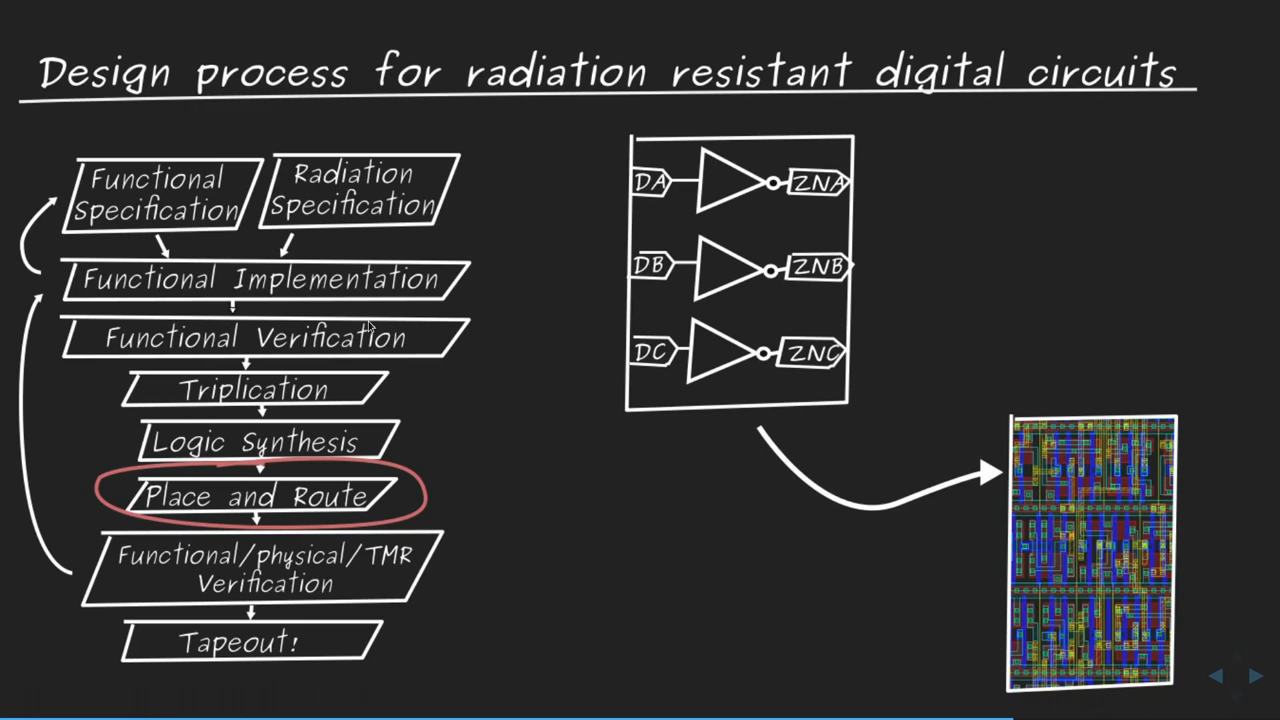 Design process for radiation resistant digital circuits
Functional
Specification
Radiation
Specification
Functional Implementation
Functional Verification
Triplication
Logic Synthesis
Place and Route
Functional/physical/TMR
Verification
Tapeout!
DA
ZNA
DB
ZNB
DC
ZNC